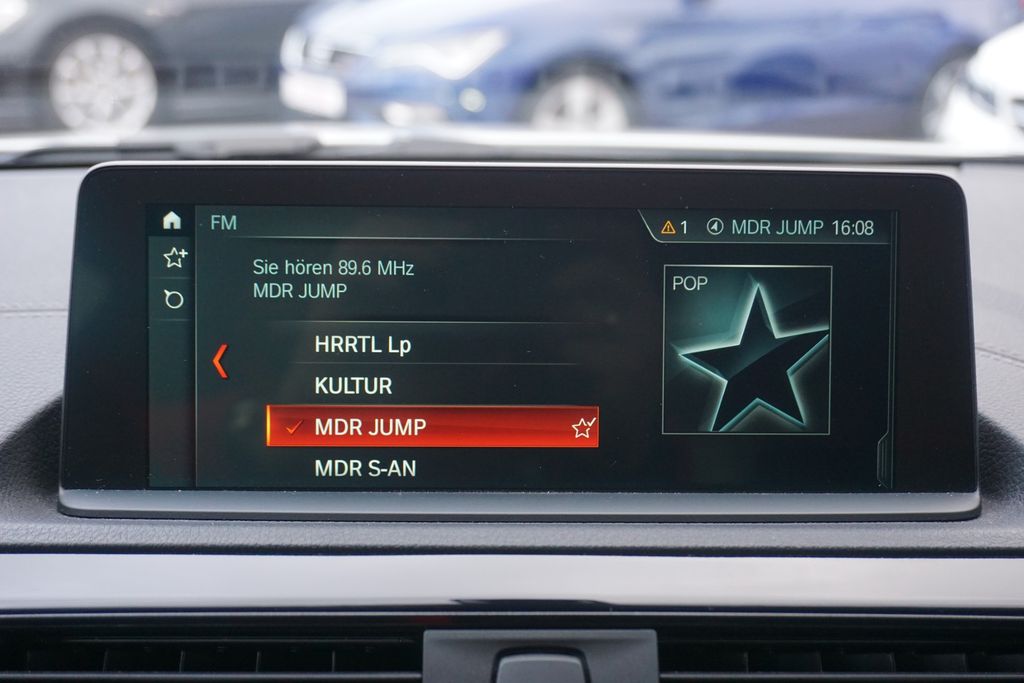 FM
1 MDR JUMP 16:08
Sie hören 89.6 MHz
MDR JUMP
POP
HRRTL Lp
KULTUR
MDR JUMP
MDR S-AN